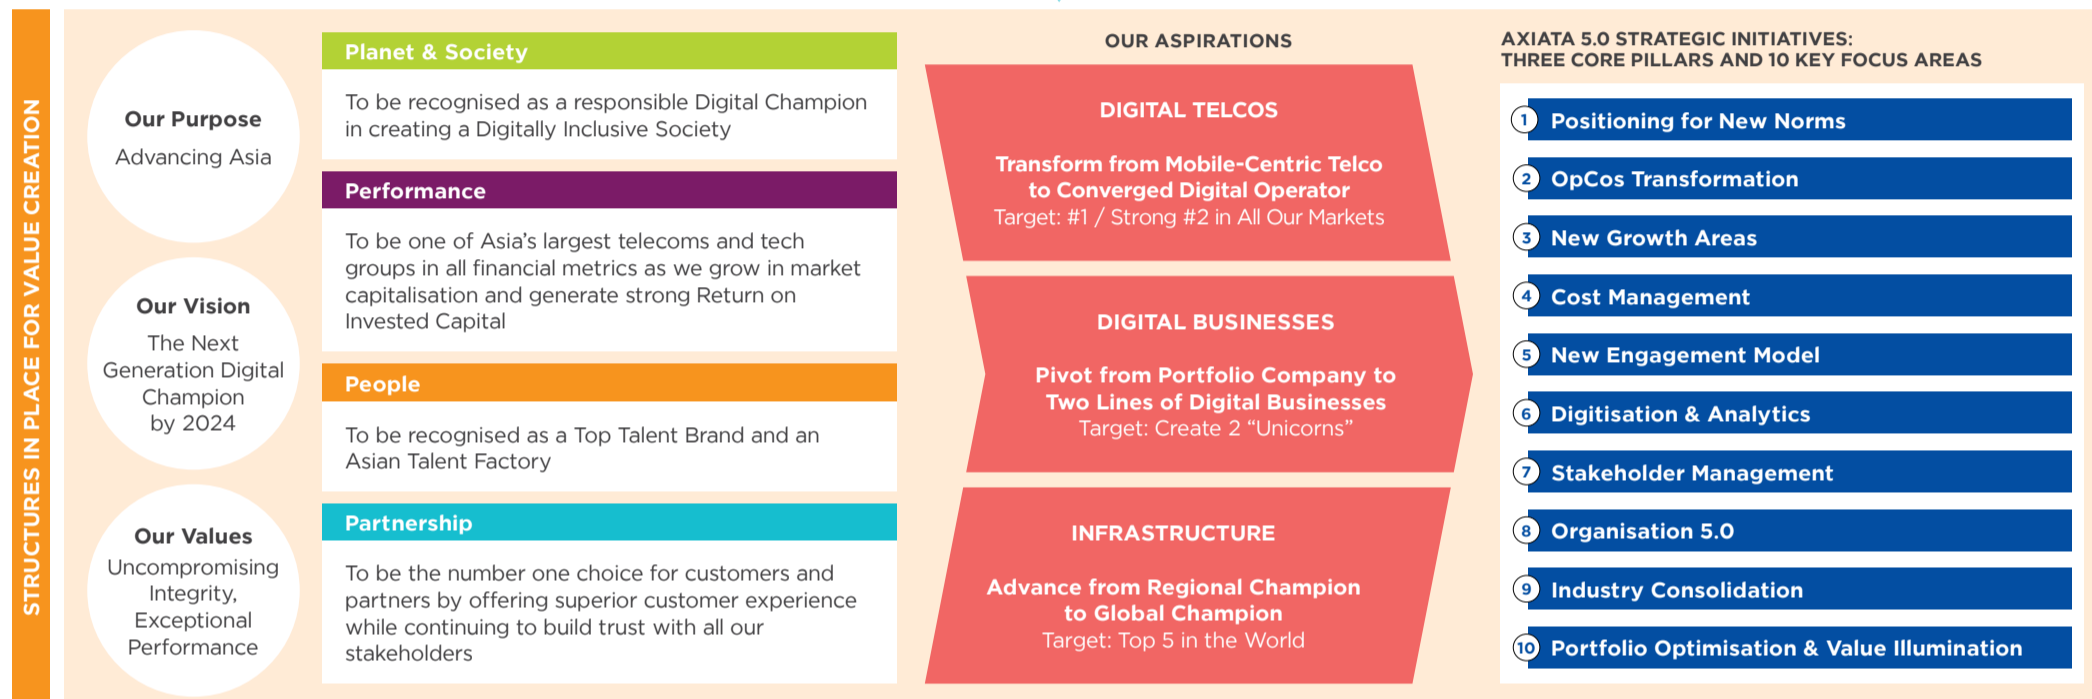 STRUCTURES IN PLACE FOR VALUE CREATION
Our Purpose
Advancing Asia
Our Vision
The Next
Generation Digital
Champion
by 2024
Our Values
Uncompromising
Integrity,
Exceptional
Performance
Planet & Society
To be recognised as a responsible Digital Champion
in creating a Digitally Inclusive Society
Performance
To be one of Asia's largest telecoms and tech
groups in all financial metrics as we grow in market
capitalisation and generate strong Return on
Invested Capital
People
To be recognised as a Top Talent Brand and an
Asian Talent Factory
Partnership
To be the number one choice for customers and
partners by offering superior customer experience
while continuing to build trust with all our
stakeholders
OUR ASPIRATIONS
DIGITAL TELCOS
Transform from Mobile-Centric Telco
to Converged Digital Operator
Target: #1 / Strong #2 in All Our Markets
DIGITAL BUSINESSES
Pivot from Portfolio Company to
Two Lines of Digital Businesses
Target: Create 2 “Unicorns”
INFRASTRUCTURE
Advance from Regional Champion
to Global Champion
Target: Top 5 in the World
AXIATA 5.0 STRATEGIC INITIATIVES:
THREE CORE PILLARS AND 10 KEY FOCUS AREAS
1 Positioning for New Norms
2 OpCos Transformation
3 New Growth Areas
4 Cost Management
5 New Engagement Model
6 Digitisation & Analytics
7 Stakeholder Management
8 Organisation 5.0
9 Industry Consolidation
10 Portfolio Optimisation & Value Illumination